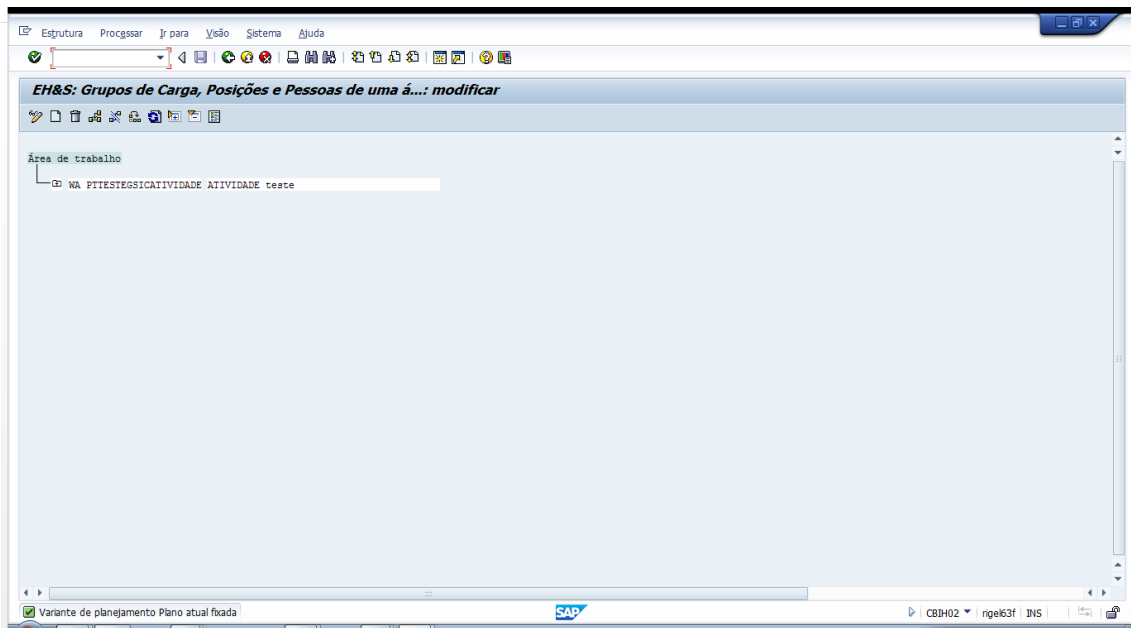 Estrutura Processar Ir para Visão Sistema Ajuda
EH&S: Grupos de Carga, Posições e Pessoas de uma á...: modificar
Área de trabalho
WA PTTESTEGSICATIVIDADE ATIVIDADE teste
Variante de planejamento Plano atual fixada SAP CBIH02 rigel63f INS